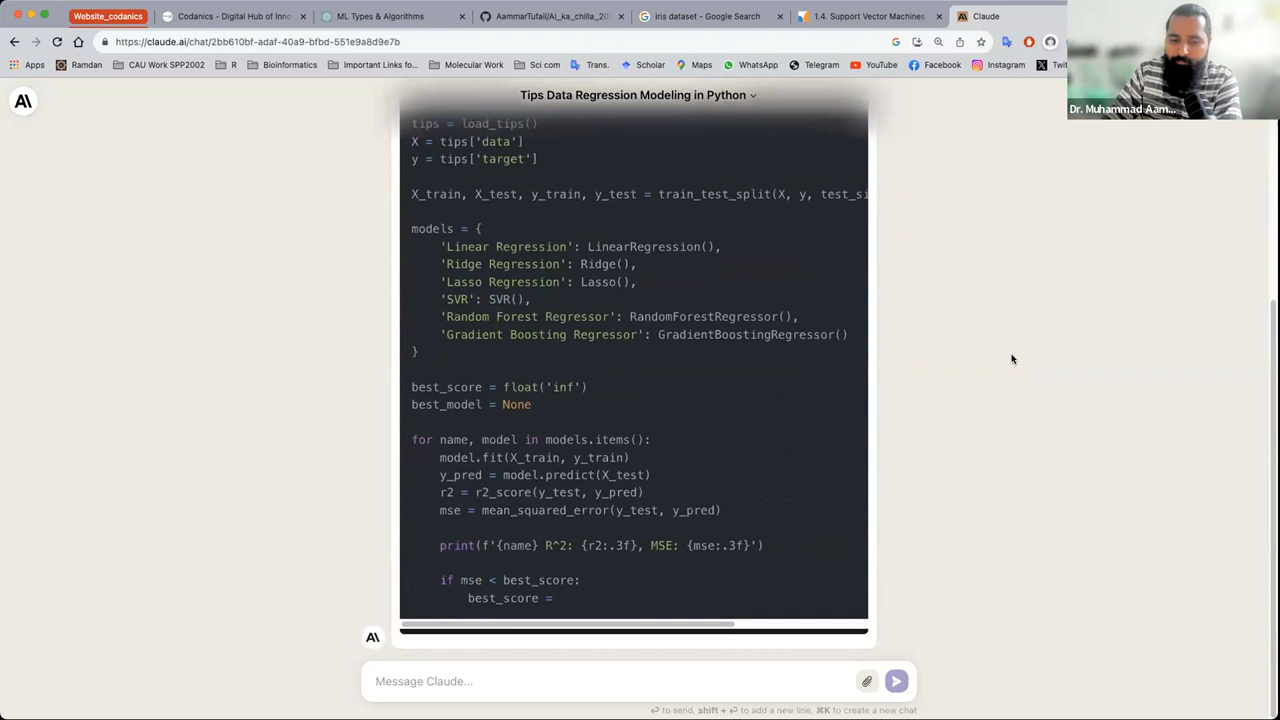 Website_codanics
Codanics - Digital Hub of Inno
ML Types & Algorithms
AammarTufail/AI_ka_chilla_20
iris dataset - Google Search
1.4. Support Vector Machines
Claude
https://claude.ai/chat/2bb610bf-adaf-40a9-bfbd-551e9a8d9e7b
Apps
Ramdan
CAU Work SPP2002
R
Bioinformatics
Important Links fo...
Molecular Work
Sci com
Trans.
Scholar
Maps
WhatsApp
Telegram
YouTube
Facebook
Instagram
Twit
Dr. Muhammad Aam...
Tips Data Regression Modeling in Python
tips = load_tips()
X = tips['data']
y = tips['target']
X_train, X_test, y_train, y_test = train_test_split(X, y, test_si
models = {
'Linear Regression': LinearRegression(),
'Ridge Regression': Ridge(),
'Lasso Regression': Lasso(),
'SVR': SVR(),
'Random Forest Regressor': RandomForestRegressor(),
'Gradient Boosting Regressor': GradientBoostingRegressor()
}
best_score = float('inf')
best_model = None
for name, model in models.items():
model.fit(X_train, y_train)
y_pred = model.predict(X_test)
r2 = r2_score(y_test, y_pred)
mse = mean_squared_error(y_test, y_pred)
print(f'{name} R^2: {r2:.3f}, MSE: {mse:.3f}')
if mse < best_score:
best_score =
Message Claude...
⏎ to send, shift + ⏎ to add a new line, ⌘K to create a new chat